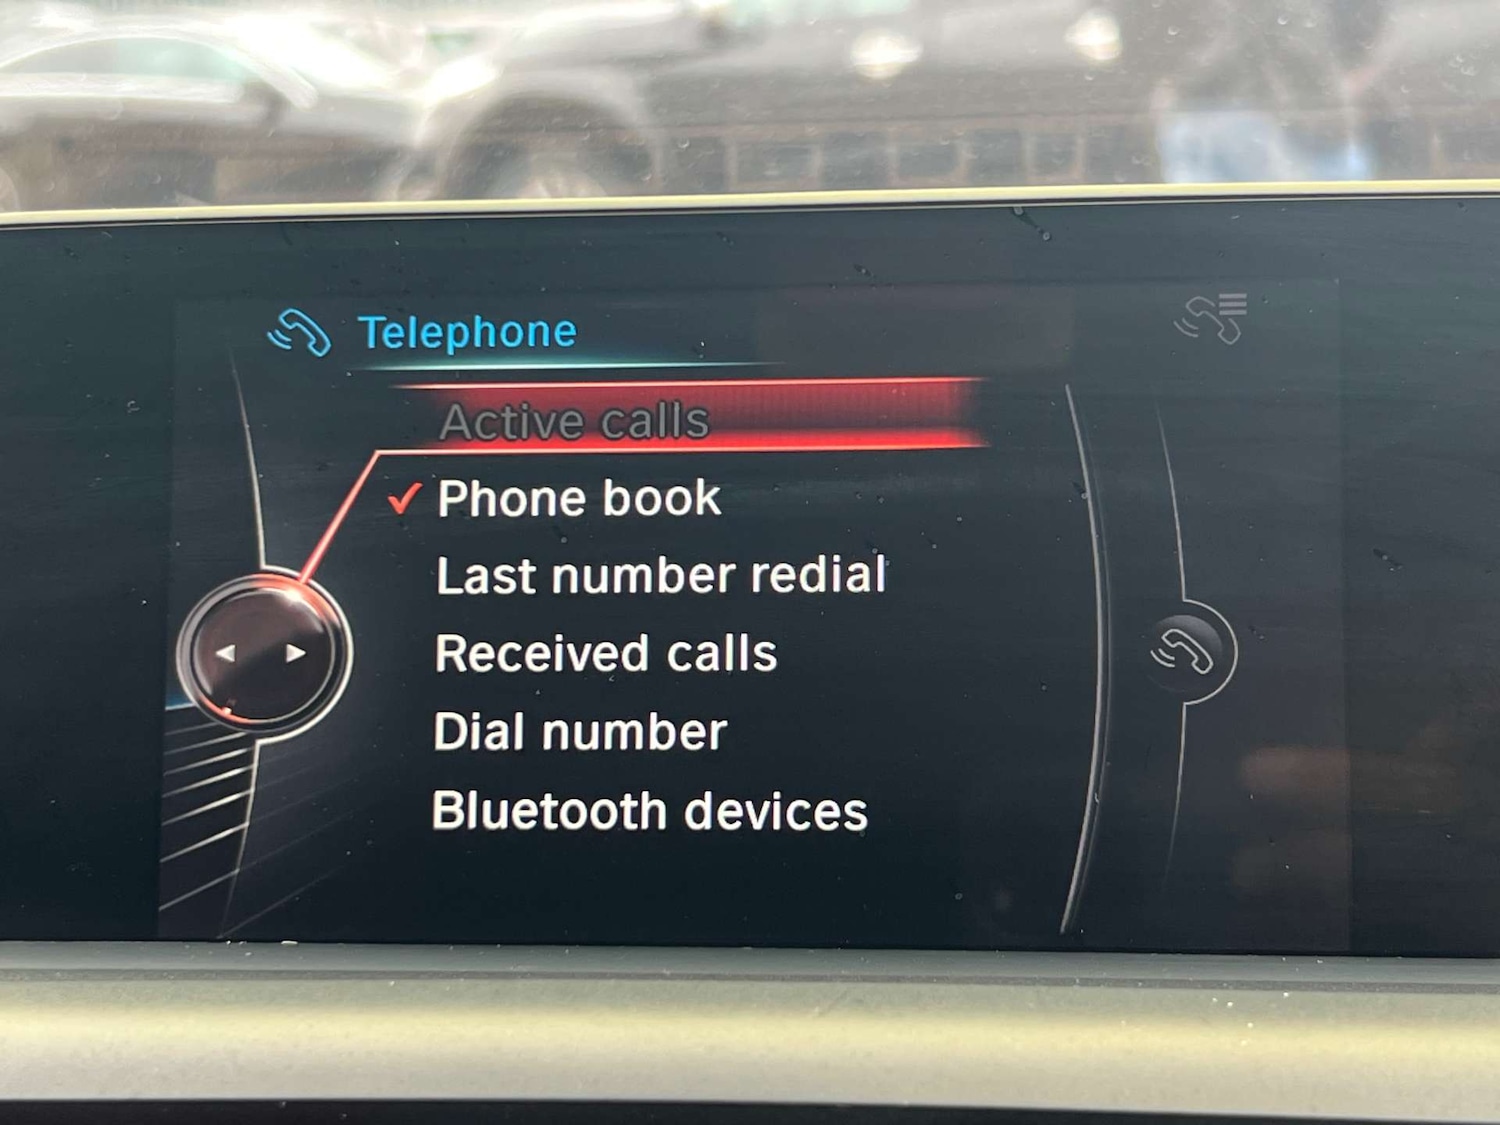 Telephone
Active calls
Phone book
Last number redial
Received calls
Dial number
Bluetooth devices